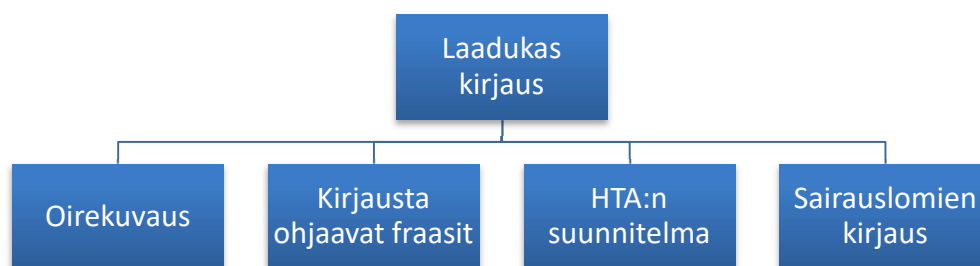 Laadukas
kirjaus
Oirekuvaus
Kirjausta
ohjaavat fraasit
HTA:n
suunnitelma
Sairauslomien
kirjaus